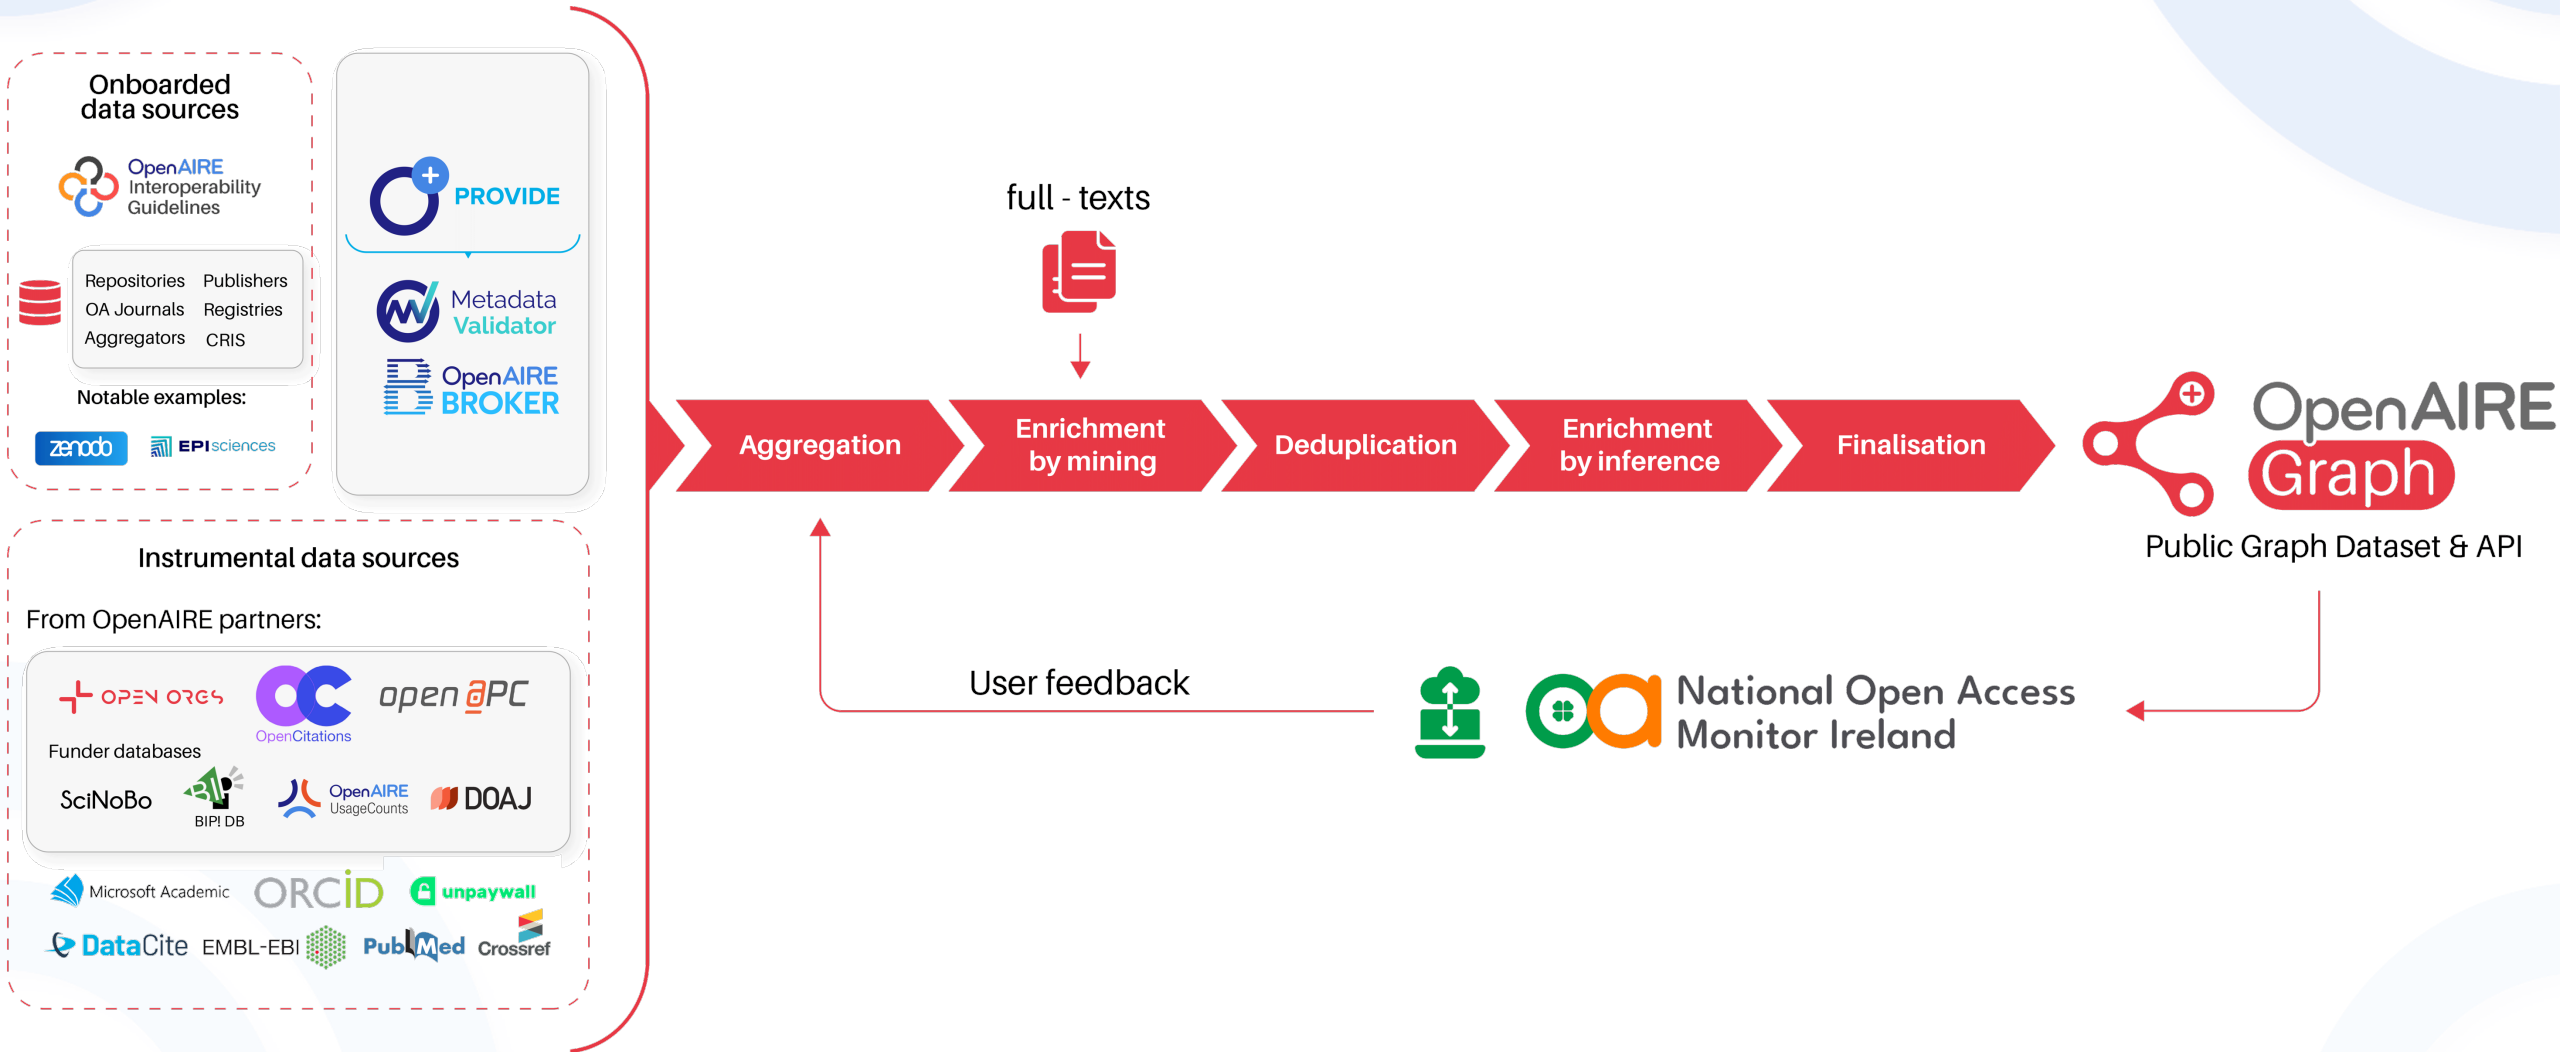 Onboarded
data sources
OpenAIRE
Interoperability
Guidelines
Repositories Publishers
OA Journals Registries
Aggregators CRIS
Notable examples:
zenodo EPIsciences
PROVIDE
Metadata
Validator
OpenAIRE
BROKER
Instrumental data sources
From OpenAIRE partners:
OPEN ORGS
OC
OpenCitations
open aPC
Funder databases
SciNoBo
BIP!
BIP! DB
OpenAIRE
UsageCounts
DOAJ
Microsoft Academic
ORCiD
unpaywall
DataCite
EMBL-EBI
PubMed
Crossref
full - texts
Aggregation
Enrichment
by mining
Deduplication
Enrichment
by inference
Finalisation
OpenAIRE
Graph
Public Graph Dataset & API
User feedback
oa
National Open Access
Monitor Ireland